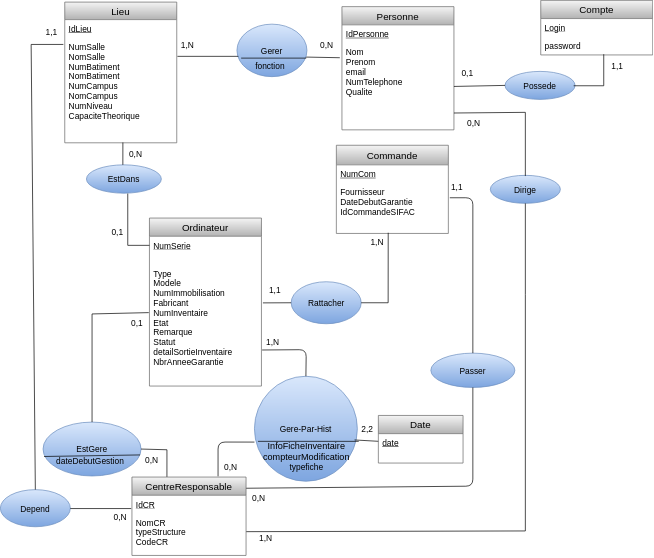 Lieu
IdLieu
NumSalle
NomSalle
NumBatiment
NomBatiment
NumCampus
NomCampus
NumNiveau
CapaciteTheorique
1,1
1,N
Gerer
fonction
0,N
Personne
IdPersonne
Nom
Prenom
email
NumTelephone
Qualite
Compte
Login
password
0,1
1,1
Possede
0,N
Dirige
0,N
EstDans
0,1
Commande
NumCom
Fournisseur
DateDebutGarantie
IdCommandeSIFAC
1,1
1,N
Ordinateur
NumSerie
Type
Modele
NumImmobilisation
Fabricant
NumInventaire
Etat
Remarque
Statut
detailSortieInventaire
NbrAnneeGarantie
1,1
Rattacher
0,1
1,N
Passer
Gere-Par-Hist
InfoFicheInventaire
compteurModification
typefiche
2,2
Date
date
EstGere
dateDebutGestion
0,N
0,N
0,N
Depend
0,N
CentreResponsable
IdCR
NomCR
typeStructure
CodeCR
1,N